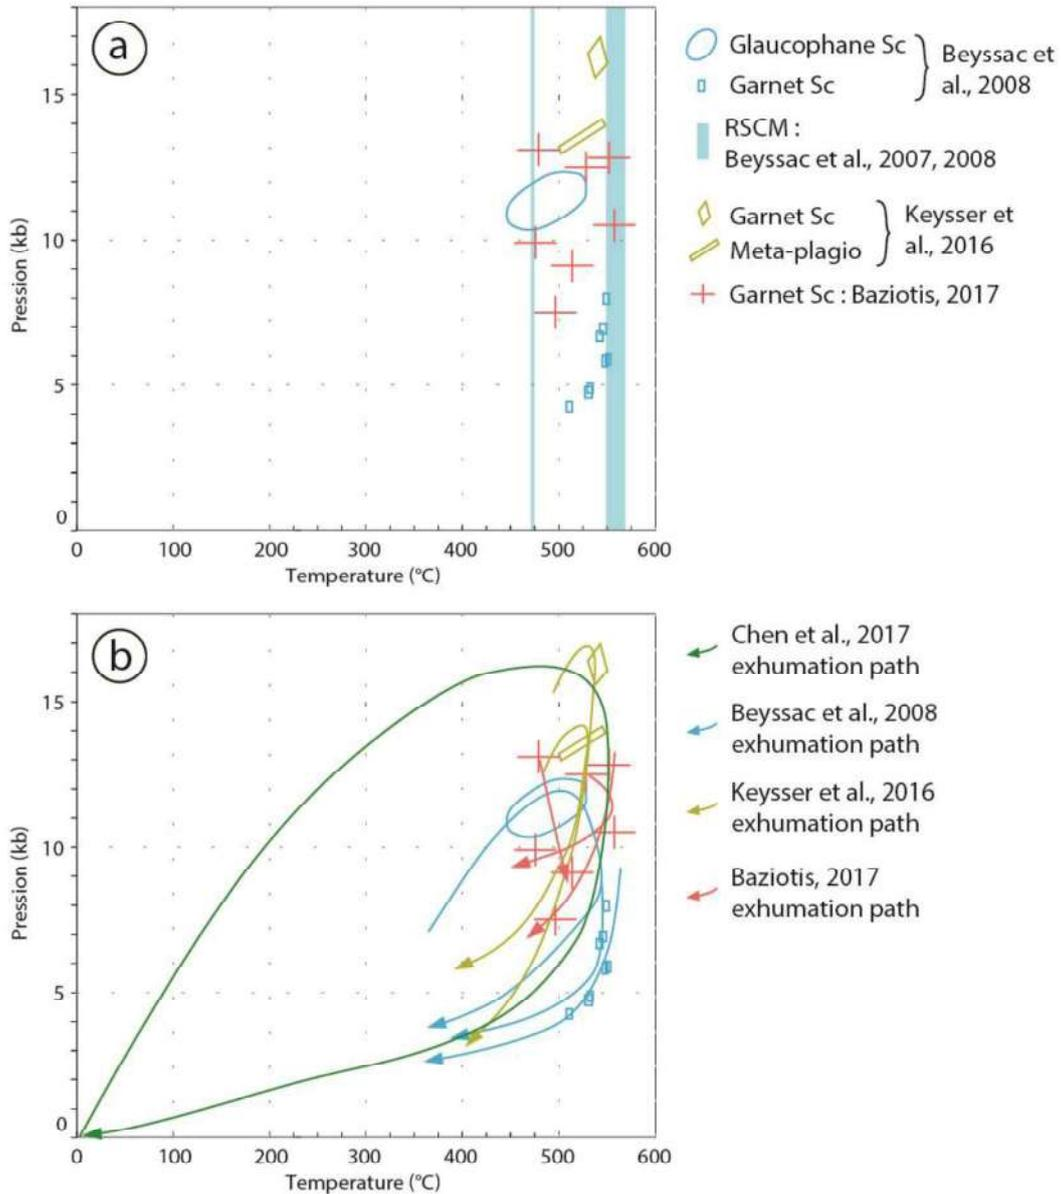 a
15
10
5
0
Pression (kb)
0 100 200 300 400 500 600
Temperature (°C)
Glaucophane Sc
Garnet Sc
Beyssac et
al., 2008
RSCM :
Beyssac et al., 2007, 2008
Garnet Sc
Meta-plagio
Keysser et
al., 2016
Garnet Sc : Baziotis, 2017
b
15
10
5
0
Pression (kb)
0 100 200 300 400 500 600
Temperature (°C)
Chen et al., 2017
exhumation path
Beyssac et al., 2008
exhumation path
Keysser et al., 2016
exhumation path
Baziotis, 2017
exhumation path